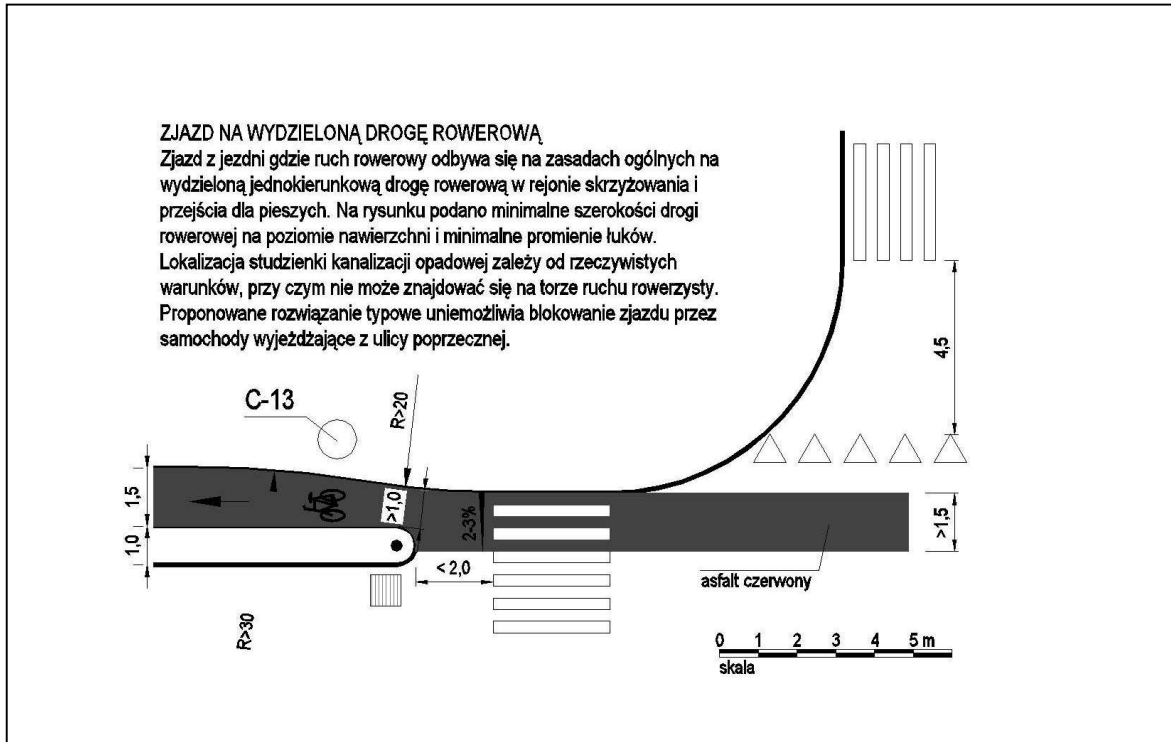 ZJAZD NA WYDZIELONĄ DROGĘ ROWEROWĄ
Zjazd z jezdni gdzie ruch rowerowy odbywa się na zasadach ogólnych na
wydzieloną jednokierunkową drogę rowerową w rejonie skrzyżowania i
przejścia dla pieszych. Na rysunku podano minimalne szerokości drogi
rowerowej na poziomie nawierzchni i minimalne promienie łuków.
Lokalizacja studzienki kanalizacji opadowej zależy od rzeczywistych
warunków, przy czym nie może znajdować się na torze ruchu rowerzysty.
Proponowane rozwiązanie typowe uniemożliwia blokowanie zjazdu przez
samochody wyjeżdżające z ulicy poprzecznej.
4,5
C-13
R>20
1,5
>1,0
2-3%
>1,5
1,0
< 2,0
asfalt czerwony
R>30
0 1 2 3 4 5 m
skala